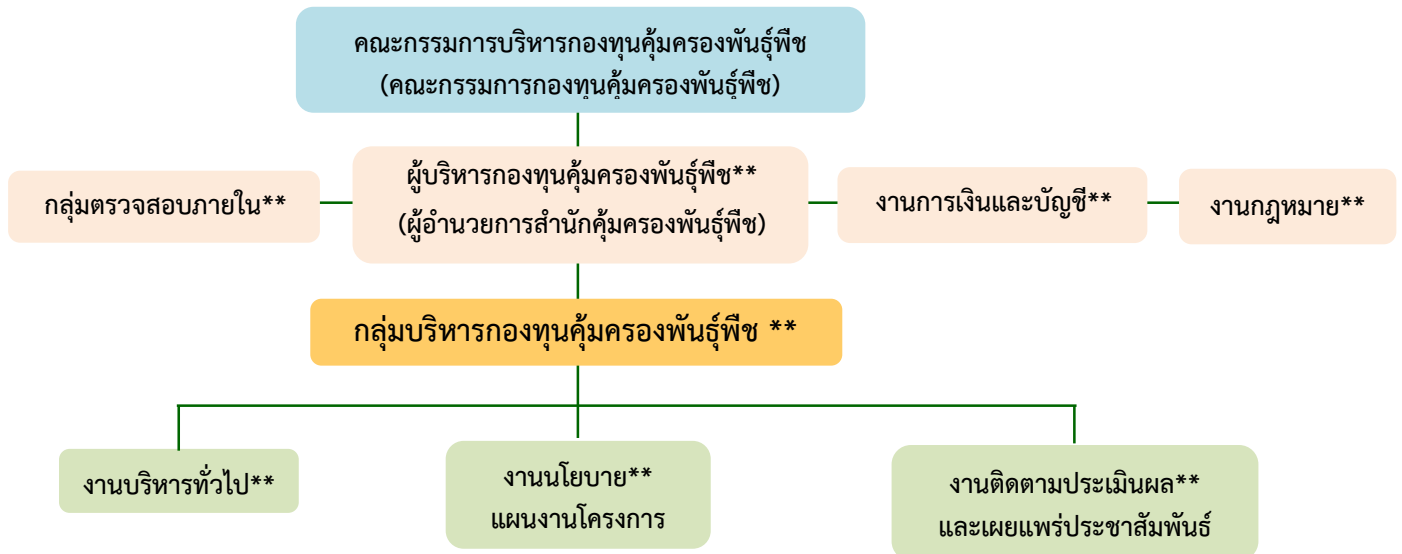 คณะกรรมการบริหารกองทุนคุ้มครองพันธุ์พืช
(คณะกรรมการกองทุนคุ้มครองพันธุ์พืช)
กลุ่มตรวจสอบภายใน**
ผู้บริหารกองทุนคุ้มครองพันธุ์พืช**
(ผู้อำนวยการสำนักคุ้มครองพันธุ์พืช)
งานการเงินและบัญชี**
งานกฎหมาย**
กลุ่มบริหารกองทุนคุ้มครองพันธุ์พืช **
งานบริหารทั่วไป**
งานนโยบาย**
แผนงานโครงการ
งานติดตามประเมินผล**
และเผยแพร่ประชาสัมพันธ์